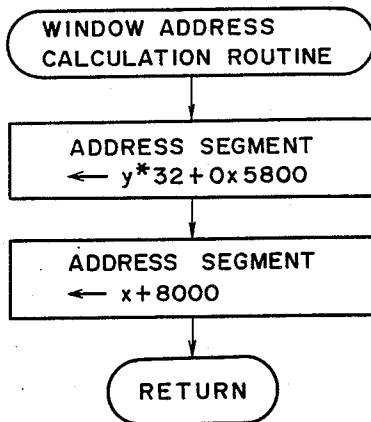 WINDOW ADDRESS
CALCULATION ROUTINE
ADDRESS SEGMENT
← y*32+0x5800
ADDRESS SEGMENT
← x+8000
RETURN